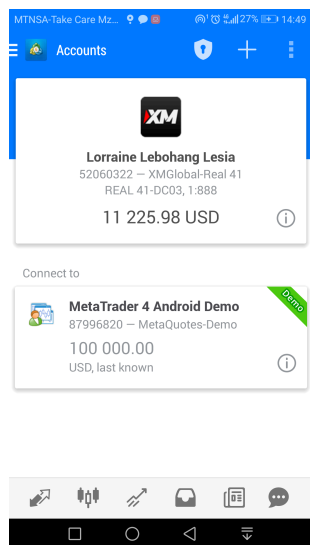 MTNSA-Take Care Mz... 27% 14:49
Accounts
XM
Lorraine Lebohang Lesia
52060322 — XMGlobal-Real 41
REAL 41-DC03, 1:888
11 225.98 USD
Connect to
Demo
MetaTrader 4 Android Demo
87996820 — MetaQuotes-Demo
100 000.00
USD, last known